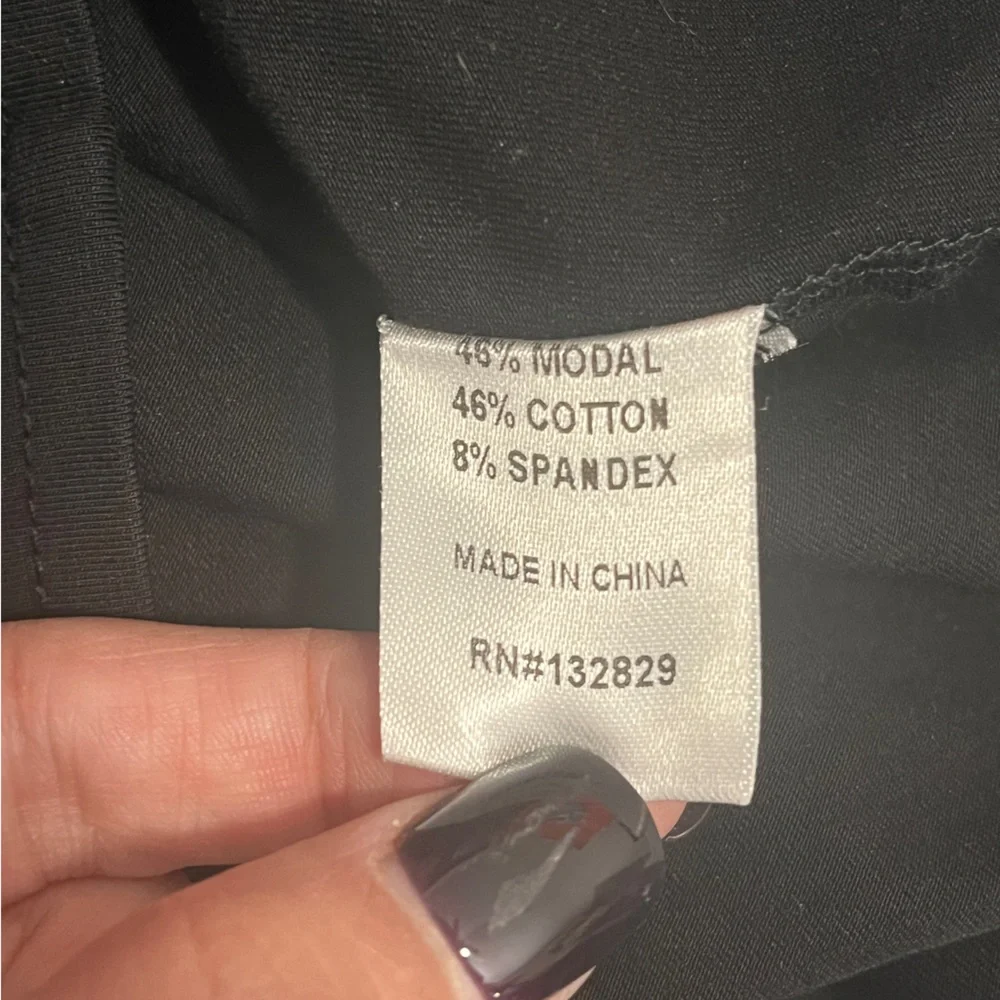 46% MODAL
46% COTTON
8% SPANDEX
MADE IN CHINA
RN#132829